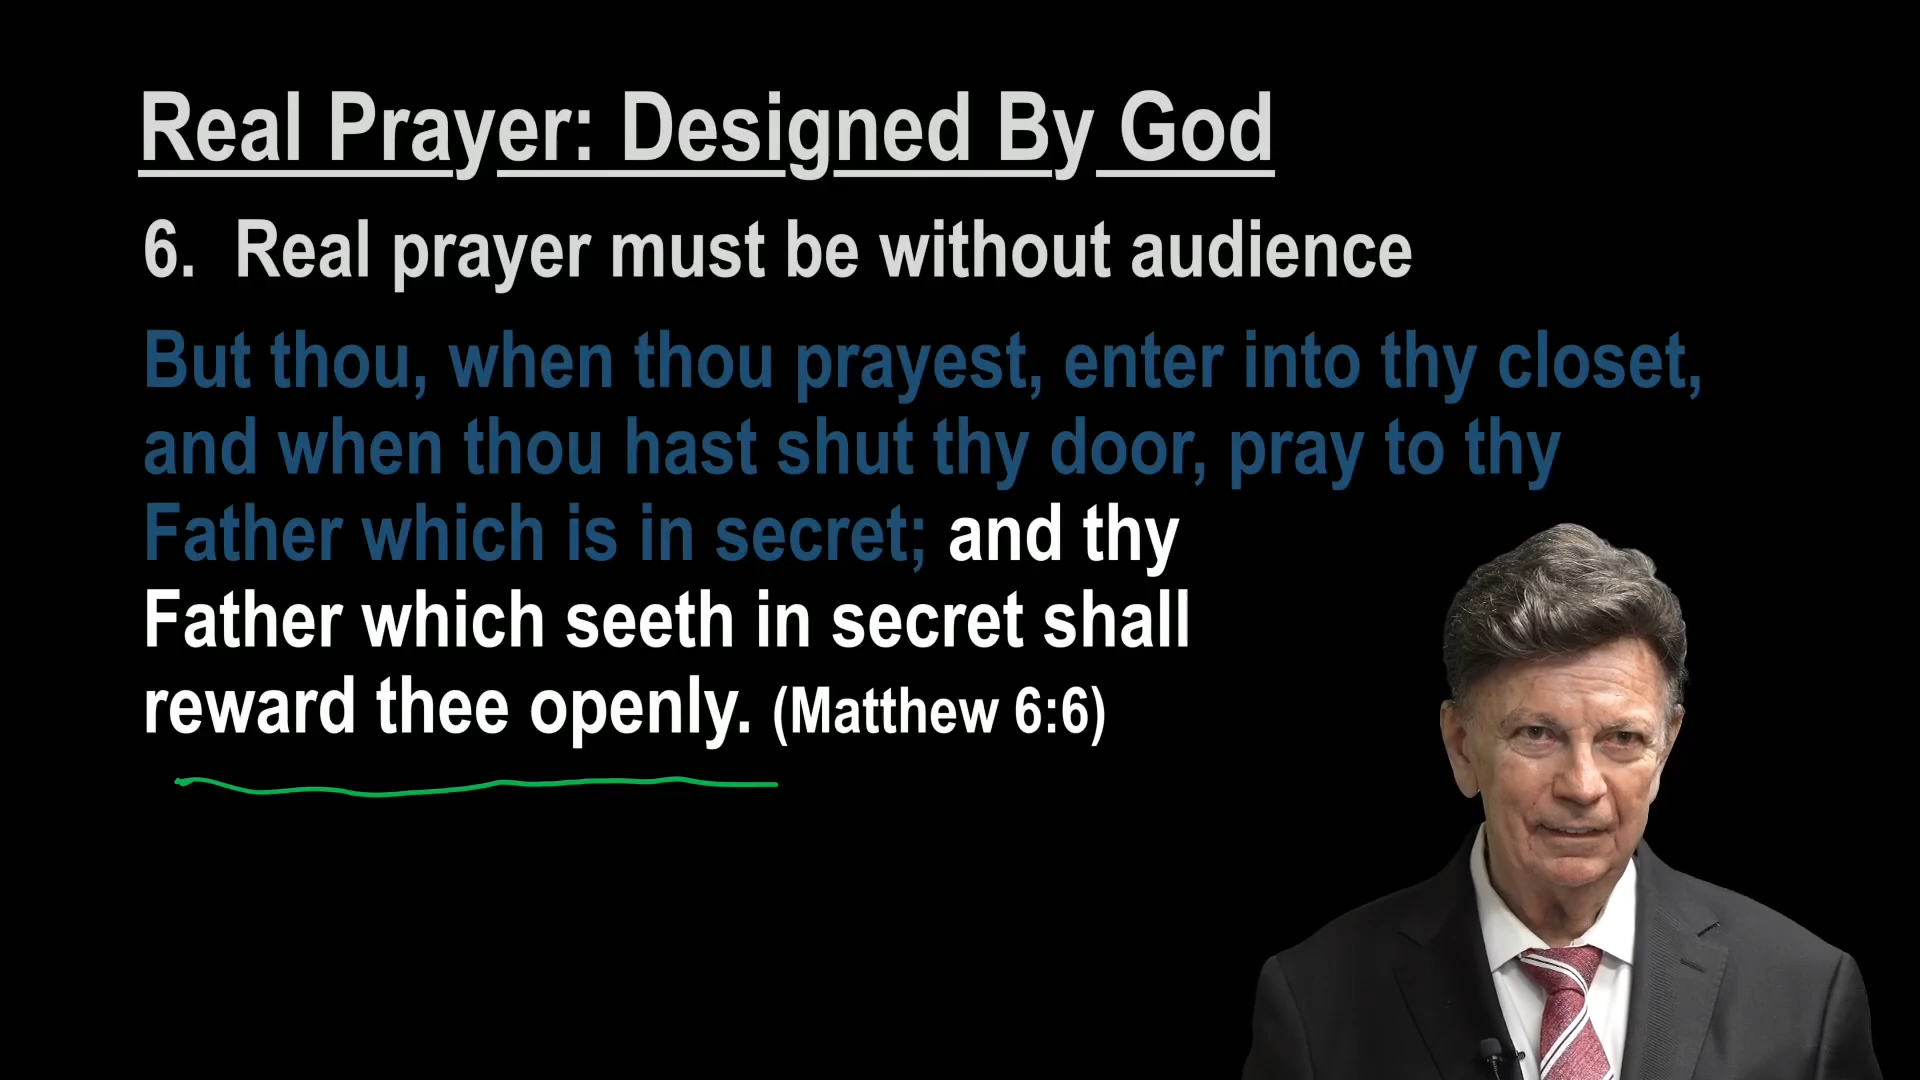 Real Prayer: Designed By God
6. Real prayer must be without audience
But thou, when thou prayest, enter into thy closet,
and when thou hast shut thy door, pray to thy
Father which is in secret; and thy
Father which seeth in secret shall
reward thee openly. (Matthew 6:6)